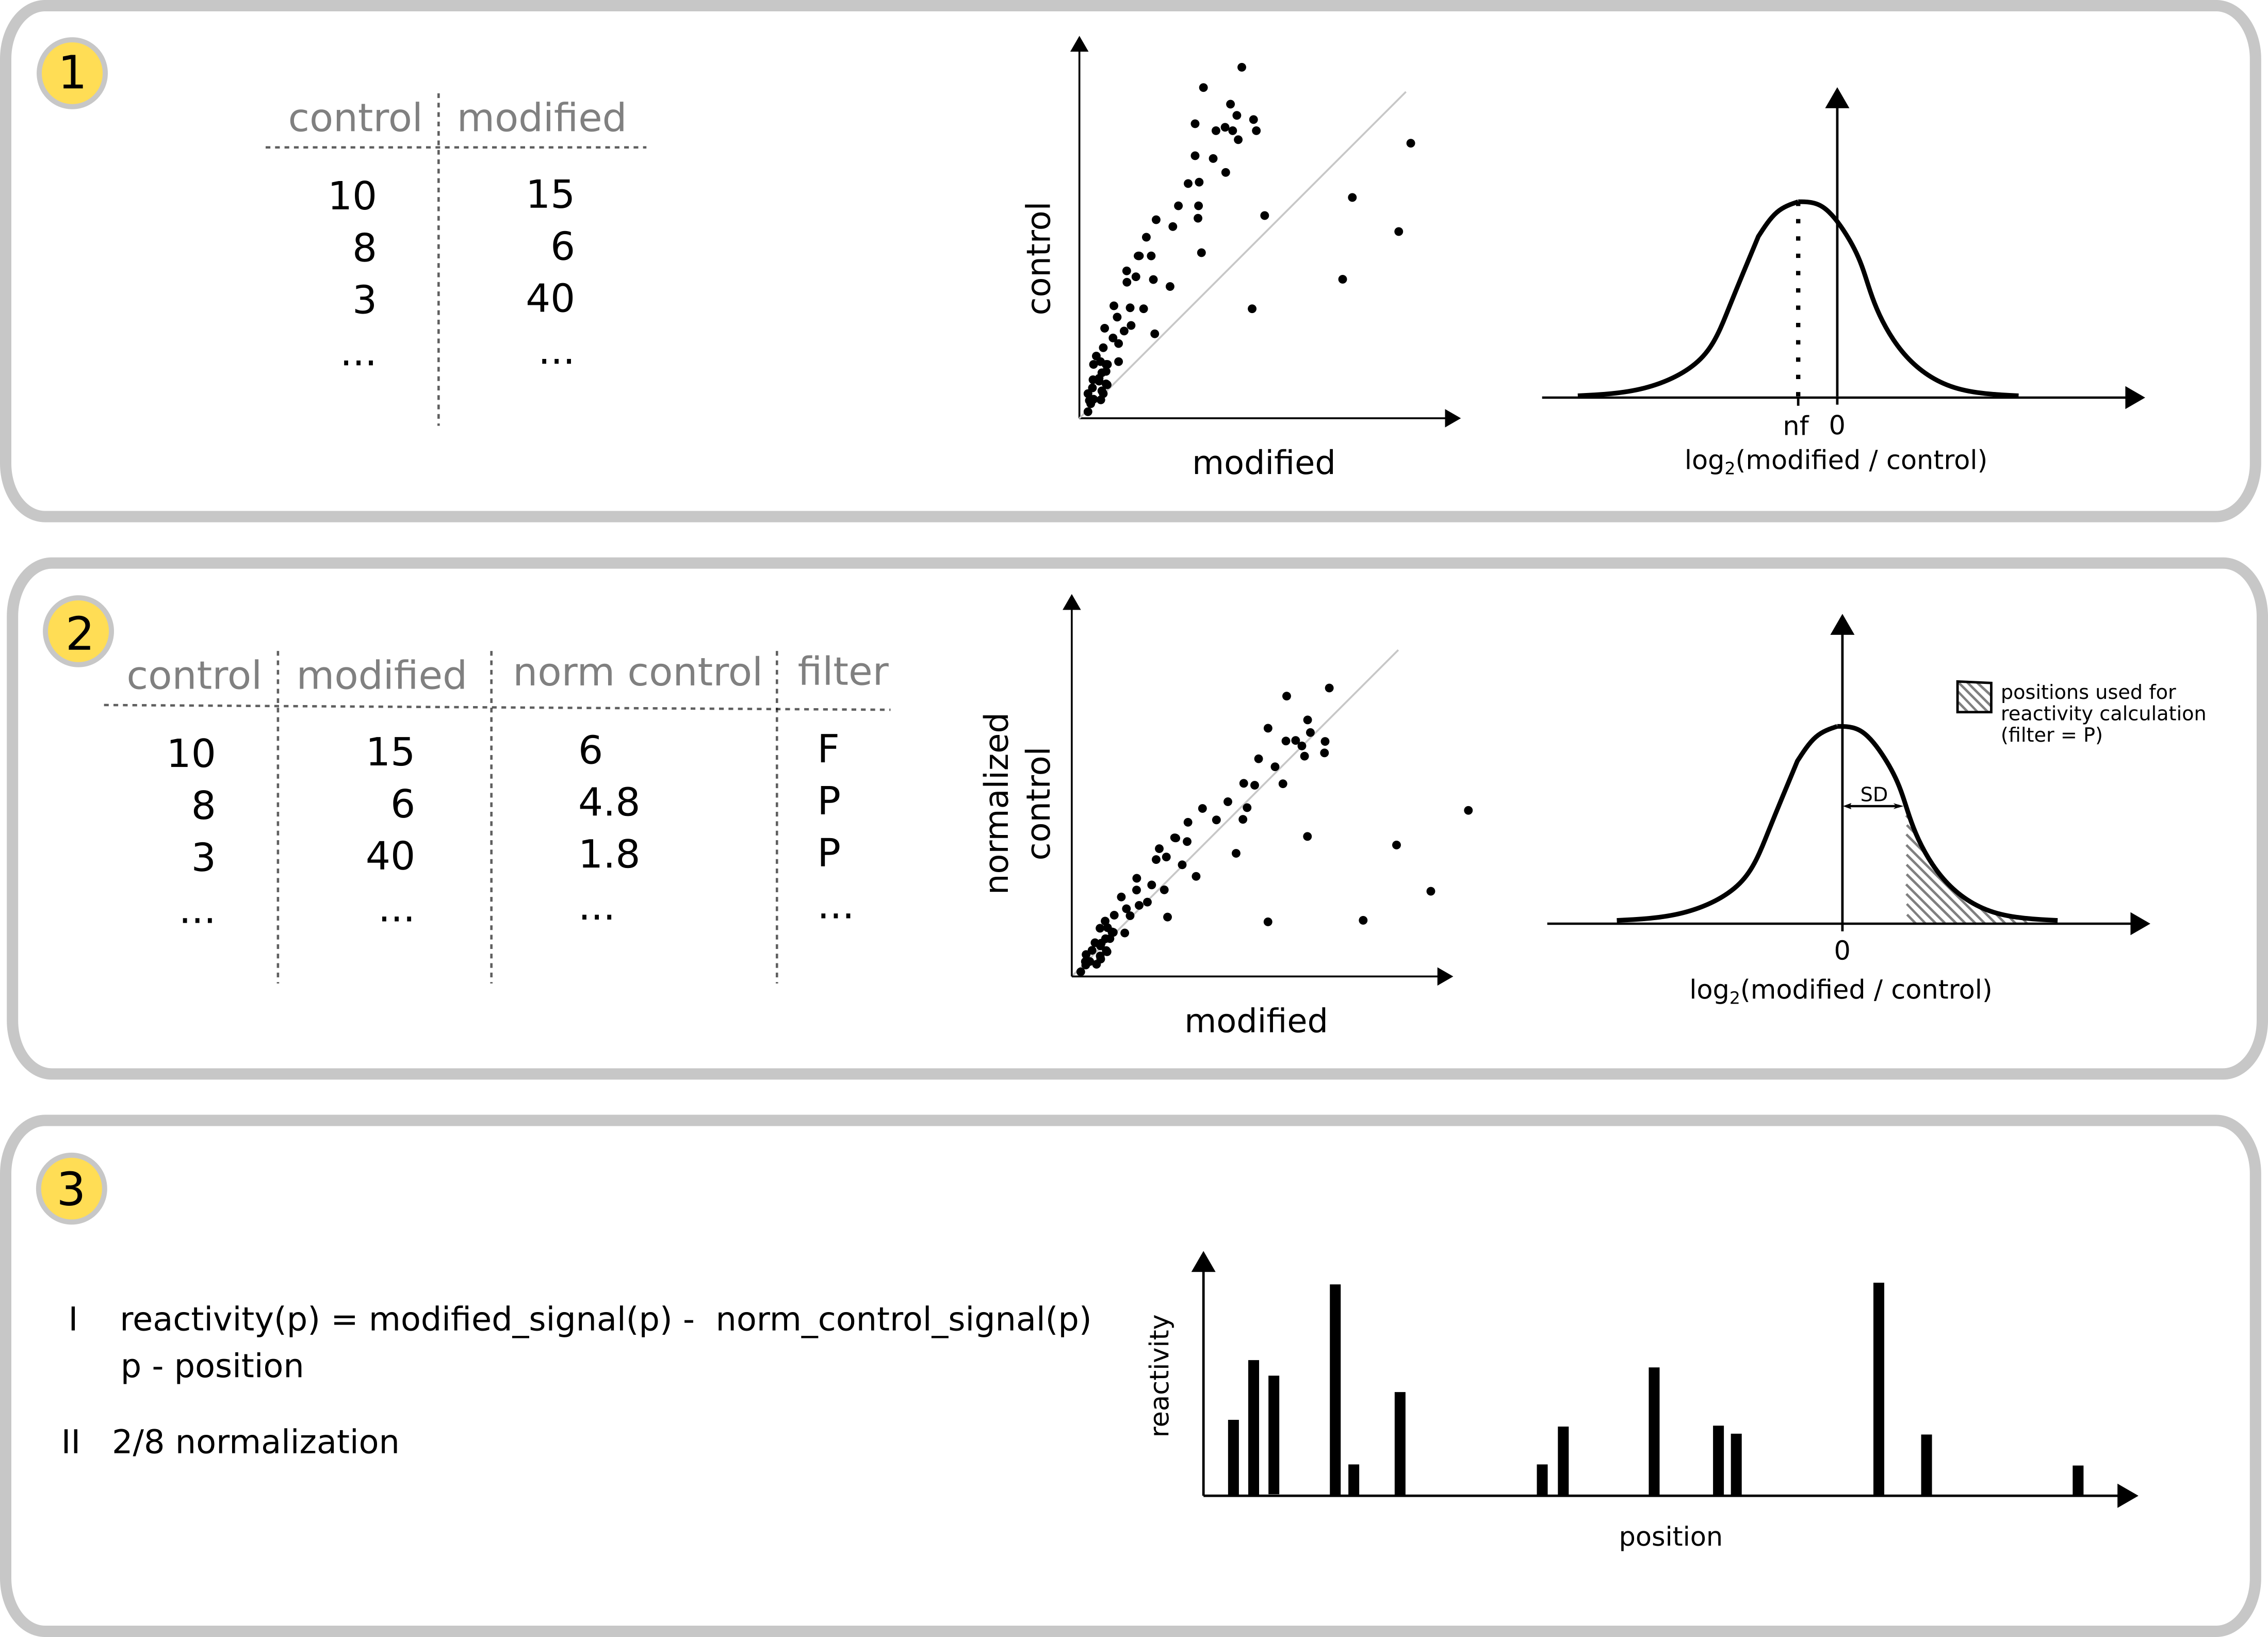 1
control modified
10 15
8 6
3 40
... ...
control
modified
nf 0
log2(modified / control)
2
control modified norm control filter
10 15 6 F
8 6 4.8 P
3 40 1.8 P
... ... ... ...
normalized
control
modified
positions used for
reactivity calculation
(filter = P)
SD
0
log2(modified / control)
3
I reactivity(p) = modified_signal(p) - norm_control_signal(p)
p - position
II 2/8 normalization
reactivity
position